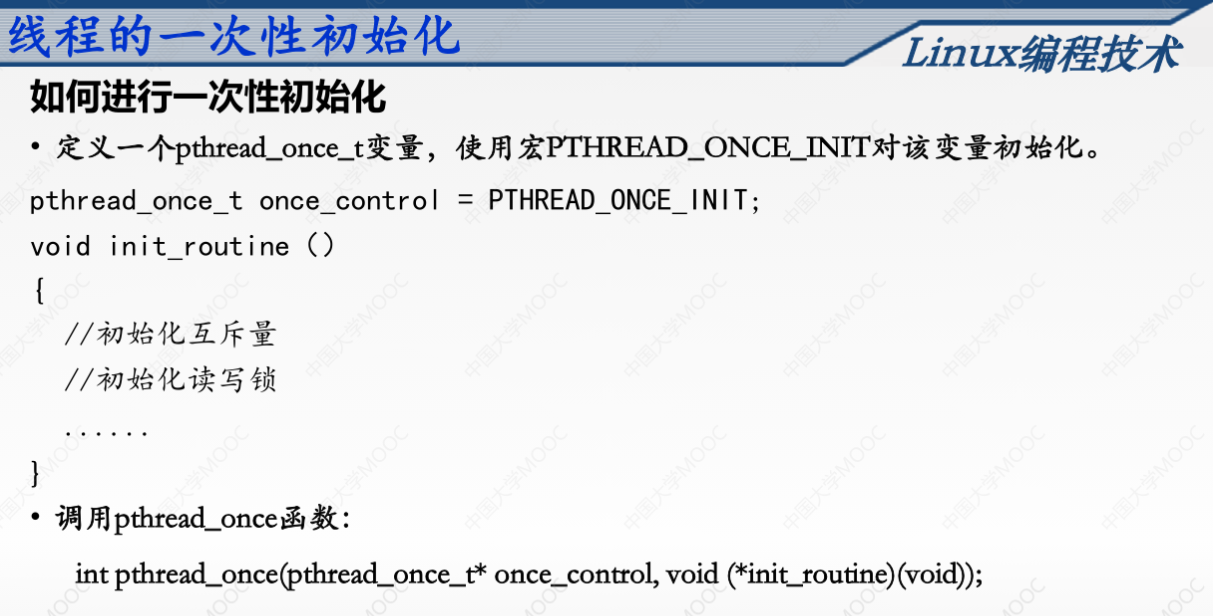 线程的一次性初始化
Linux编程技术
如何进行一次性初始化
• 定义一个pthread_once_t变量，使用宏PTHREAD_ONCE_INIT对该变量初始化。
pthread_once_t once_control = PTHREAD_ONCE_INIT;
void init_routine ()
{
//初始化互斥量
//初始化读写锁
......
}
• 调用pthread_once函数：
int pthread_once(pthread_once_t* once_control, void (*init_routine)(void));
中国大学MOOC